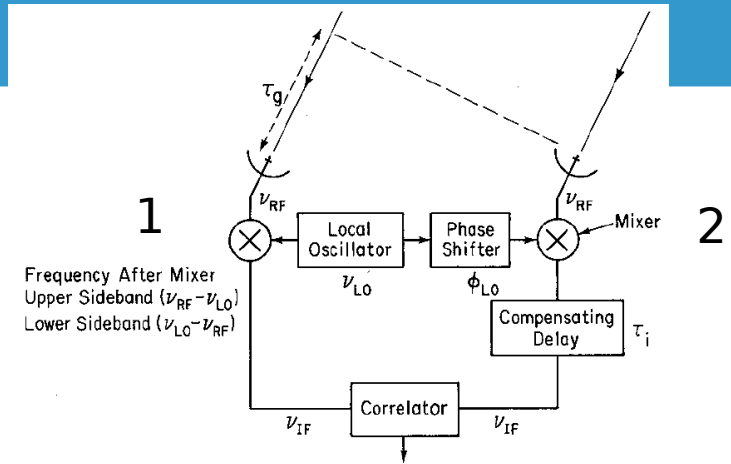 τg
νRF
νRF
1
Local
Oscillator
Phase
Shifter
Mixer
2
νLO
ϕLO
Frequency After Mixer
Upper Sideband (νRF-νLO)
Lower Sideband (νLO-νRF)
Compensating
Delay
τi
Correlator
νIF
νIF